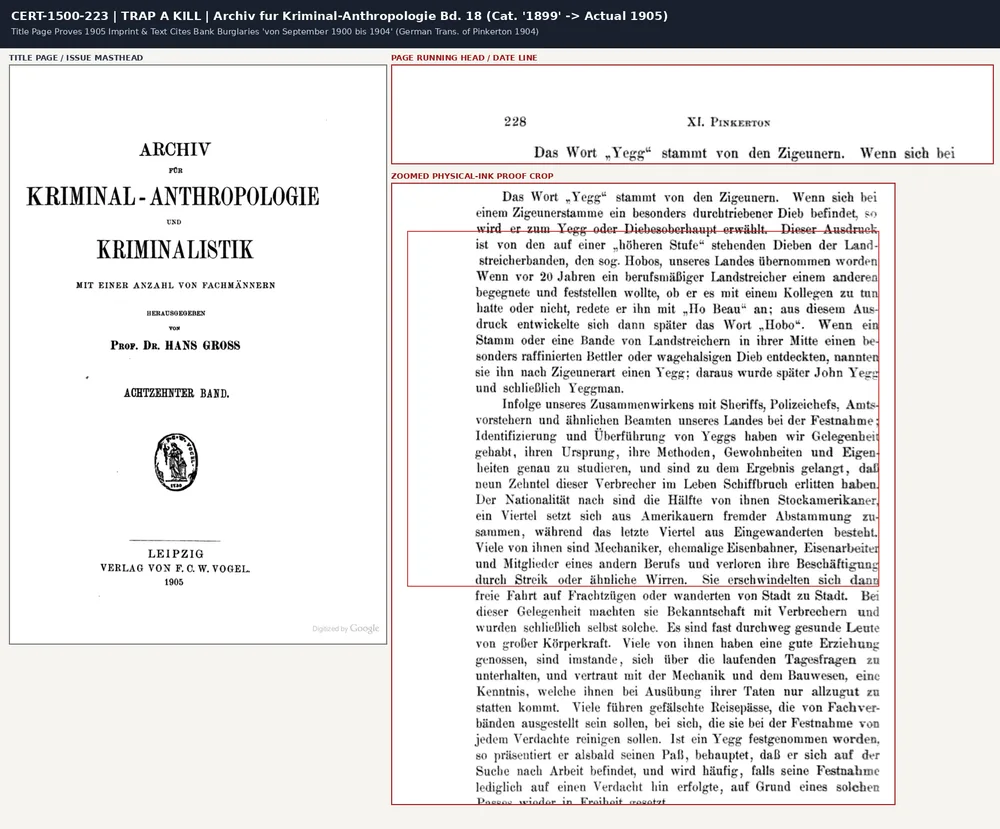 CERT-1500-223 | TRAP A KILL | Archiv fur Kriminal-Anthropologie Bd. 18 (Cat. '1899' -> Actual 1905)
Title Page Proves 1905 Imprint & Text Cites Bank Burglaries 'von September 1900 bis 1904' (German Trans. of Pinkerton 1904)
TITLE PAGE / ISSUE MASTHEAD
ARCHIV
FÜR
KRIMINAL-ANTHROPOLOGIE
UND
KRIMINALISTIK
MIT EINER ANZAHL VON FACHMÄNNERN
HERAUSGEGEBEN
VON
PROF. DR. HANS GROSS
ACHTZEHNTER BAND.
LEIPZIG
VERLAG VON F. C. W. VOGEL.
1905
Digitized by Google
PAGE RUNNING HEAD / DATE LINE
228 XI. PINKERTON
Das Wort „Yegg“ stammt von den Zigeunern. Wenn sich bei
ZOOMED PHYSICAL-INK PROOF CROP
Das Wort „Yegg“ stammt von den Zigeunern. Wenn sich bei
einem Zigeunerstamme ein besonders durchtriebener Dieb befindet, so
wird er zum Yegg oder Diebesoberhaupt erwählt. Dieser Ausdruck
ist von den auf einer „höheren Stufe“ stehenden Dieben der Land-
streicherbanden, den sog. Hobos, unseres Landes übernommen worden
Wenn vor 20 Jahren ein berufsmäßiger Landstreicher einem anderen
begegnete und feststellen wollte, ob er es mit einem Kollegen zu tun
hatte oder nicht, redete er ihn mit „Ho Beau“ an; aus diesem Aus-
druck entwickelte sich dann später das Wort „Hobo“. Wenn ein
Stamm oder eine Bande von Landstreichern in ihrer Mitte einen be-
sonders raffinierten Bettler oder wagehalsigen Dieb entdeckten, nannten
sie ihn nach Zigeunerart einen Yegg; daraus wurde später John Yegg
und schließlich Yeggman.
Infolge unseres Zusammenwirkens mit Sheriffs, Polizeichefs, Amts-
vorstehern und ähnlichen Beamten unseres Landes bei der Festnahme;
Identifizierung und Überführung von Yeggs haben wir Gelegenheit
gehabt, ihren Ursprung, ihre Methoden, Gewohnheiten und Eigen-
heiten genau zu studieren, und sind zu dem Ergebnis gelangt, daß
neun Zehntel dieser Verbrecher im Leben Schiffbruch erlitten haben.
Der Nationalität nach sind die Hälfte von ihnen Stockamerikaner,
ein Viertel setzt sich aus Amerikauern fremder Abstammung zu-
sammen, während das letzte Viertel aus Eingewanderten besteht.
Viele von ihnen sind Mechaniker, ehemalige Eisenbahner, Eisenarbeiter
und Mitglieder eines andern Berufs und verloren ihre Beschäftigung
durch Streik oder ähnliche Wirren. Sie erschwindelten sich dann
freie Fahrt auf Frachtzügen oder wanderten von Stadt zu Stadt. Bei
dieser Gelegenheit machten sie Bekanntschaft mit Verbrechern und
wurden schließlich selbst solche. Es sind fast durchweg gesunde Leute
von großer Körperkraft. Viele von ihnen haben eine gute Erziehung
genossen, sind imstande, sich über die laufenden Tagesfragen zu
unterhalten, und vertraut mit der Mechanik und dem Bauwesen, eine
Kenntnis, welche ihnen bei Ausübung ihrer Taten nur allzugut zu
statten kommt. Viele führen gefälschte Reisepässe, die von Fachver-
bänden ausgestellt sein sollen, bei sich, die sie bei der Festnahme von
jedem Verdachte reinigen sollen. Ist ein Yegg festgenommen worden,
so präsentiert er alsbald seinen Paß, behauptet, daß er sich auf der
Suche nach Arbeit befindet, und wird häufig, falls seine Festnahme
lediglich auf einen Verdacht hin erfolgte, auf Grund eines solchen
Passes wieder in Freiheit gesetzt